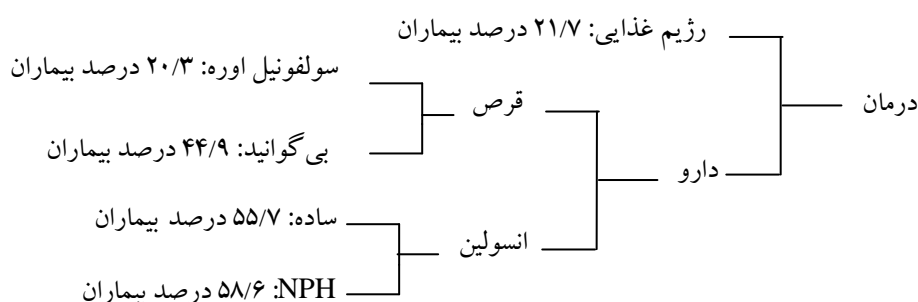 رژیم غذایی: ۲۱/۷ درصد بیماران
سولفونیل اوره: ۲۰/۳ درصد بیماران
قرص
درمان
بی‌گوانید: ۴۴/۹ درصد بیماران
دارو
ساده: ۵۵/۷ درصد بیماران
انسولین
NPH: ۵۸/۶ درصد بیماران